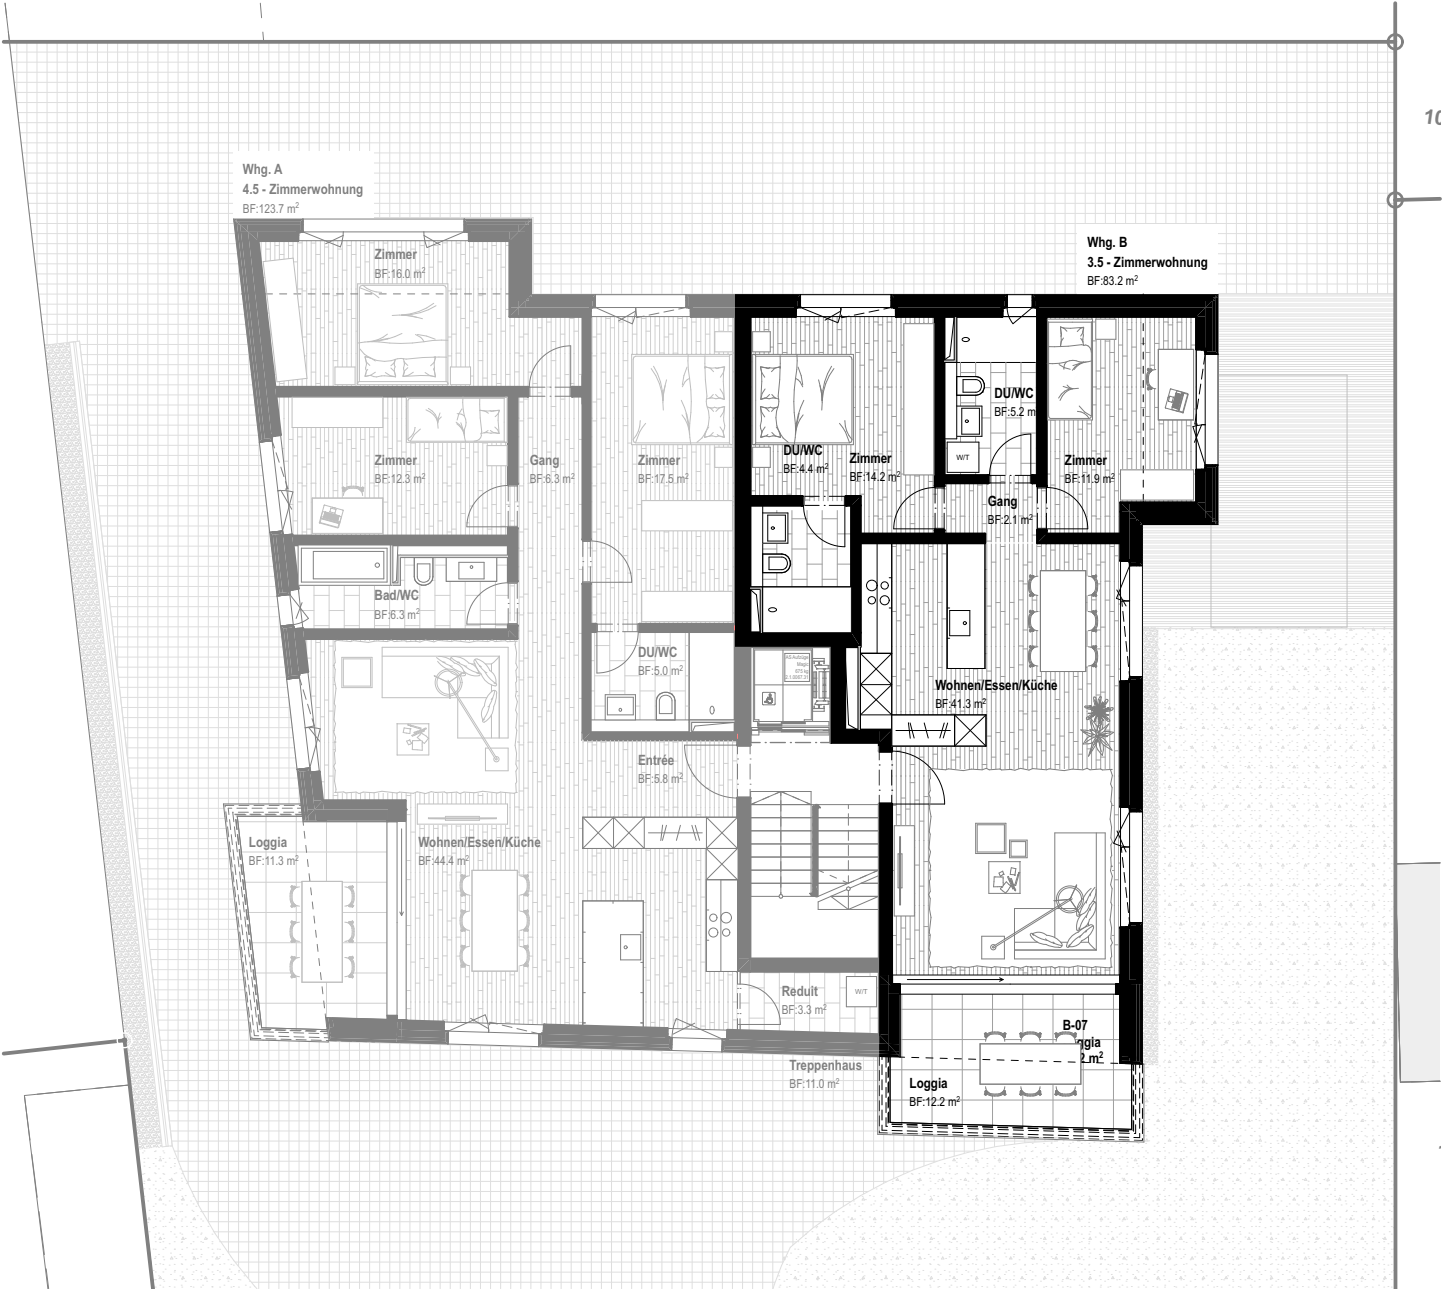 10
Whg. A
4.5 - Zimmerwohnung
BF:123.7 m²
Whg. B
3.5 - Zimmerwohnung
BF:83.2 m²
Zimmer
BF:16.0 m²
Zimmer
BF:12.3 m²
Gang
BF:6.3 m²
Zimmer
BF:17.5 m²
DU/WC
BF:4.4 m²
Zimmer
BF:14.2 m²
DU/WC
BF:5.2 m
W/T
Zimmer
BF:11.9 m²
Gang
BF:2.1 m²
Bad/WC
BF:6.3 m²
DU/WC
BF:5.0 m²
Wohnen/Essen/Küche
BF:41.3 m²
Entrée
BF:5.8 m²
Loggia
BF:11.3 m²
Wohnen/Essen/Küche
BF:44.4 m²
Reduit
BF:3.3 m²
W/T
Treppenhaus
BF:11.0 m²
B-07
ggia
2 m²
Loggia
BF:12.2 m²